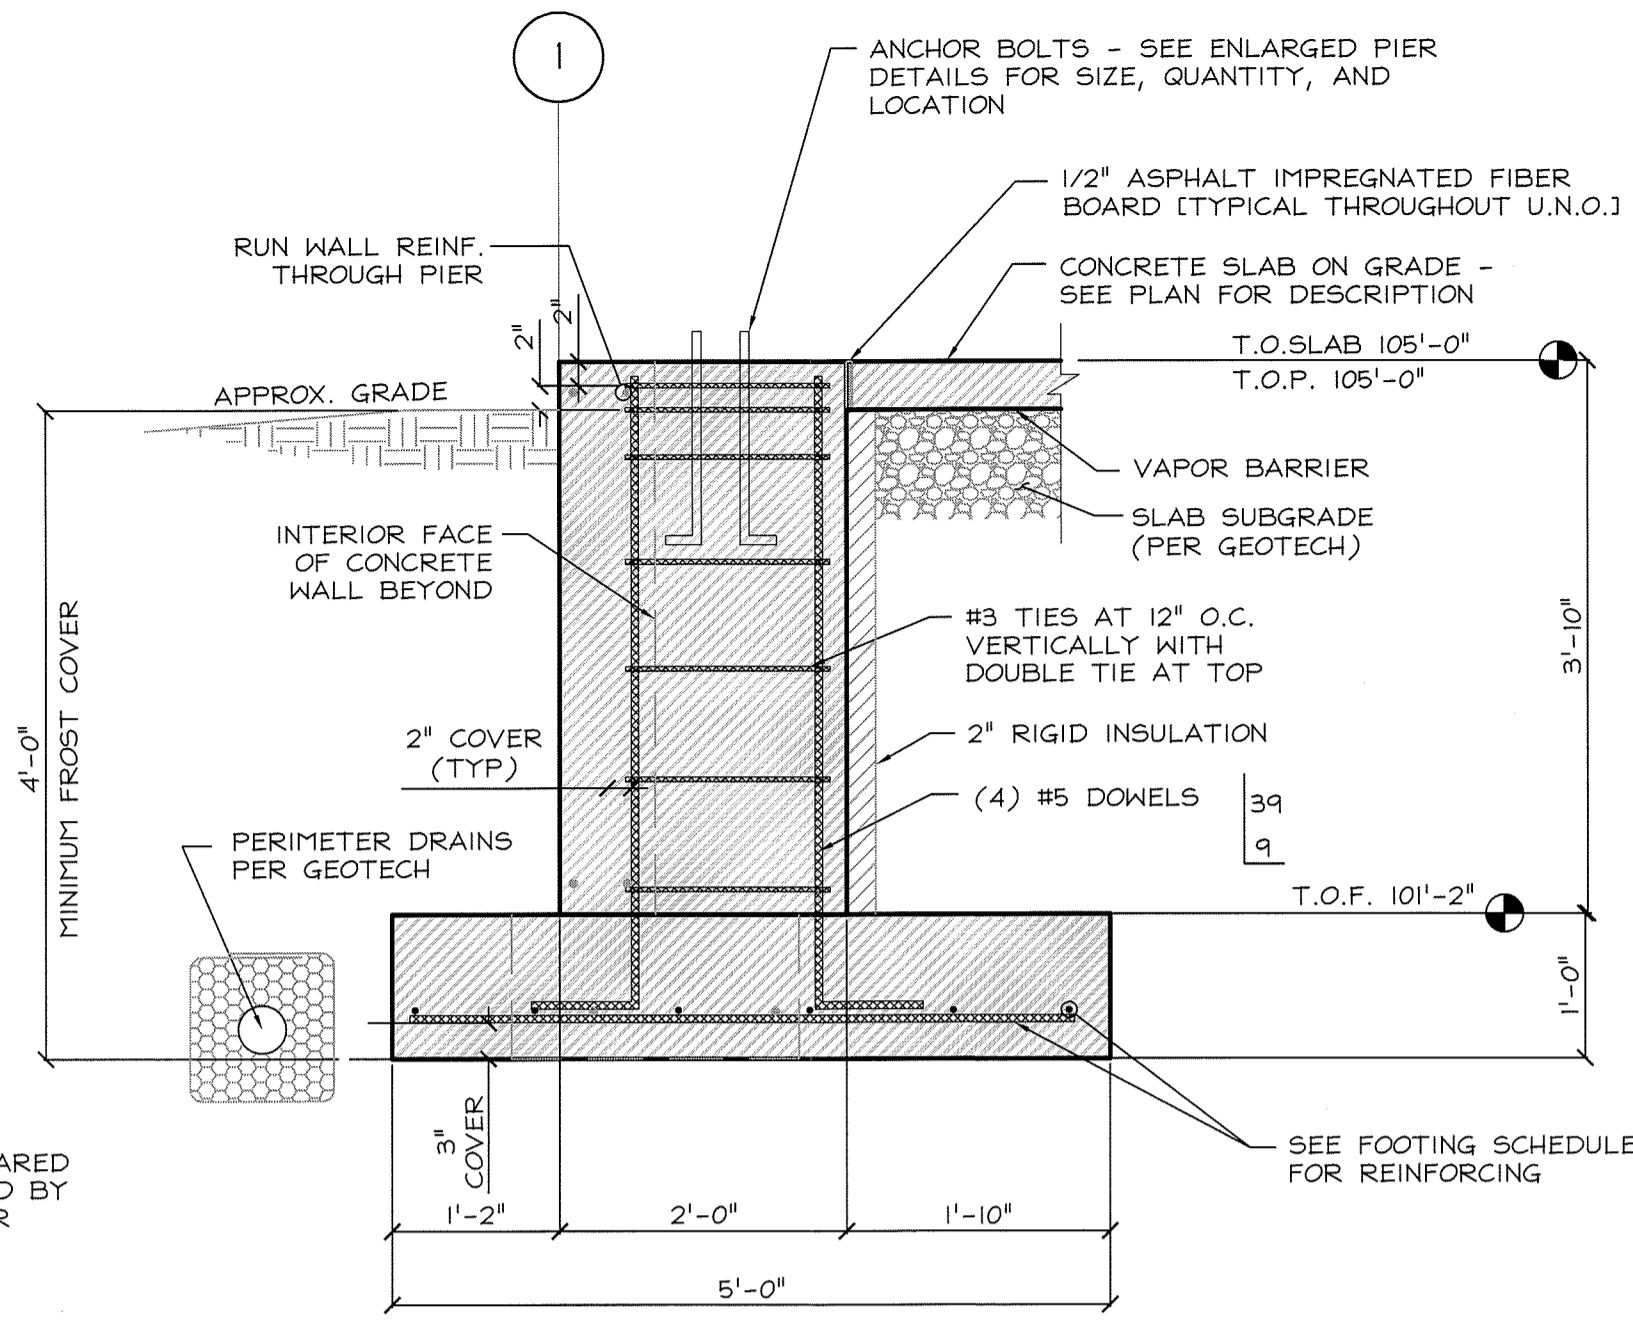 1
ANCHOR BOLTS - SEE ENLARGED PIER
DETAILS FOR SIZE, QUANTITY, AND
LOCATION
1/2" ASPHALT IMPREGNATED FIBER
BOARD [TYPICAL THROUGHOUT U.N.O.]
RUN WALL REINF.
THROUGH PIER
CONCRETE SLAB ON GRADE -
SEE PLAN FOR DESCRIPTION
2"
2"
T.O.SLAB 105'-0"
T.O.P. 105'-0"
APPROX. GRADE
VAPOR BARRIER
SLAB SUBGRADE
(PER GEOTECH)
INTERIOR FACE
OF CONCRETE
WALL BEYOND
#3 TIES AT 12" O.C.
VERTICALLY WITH
DOUBLE TIE AT TOP
3'-10"
4'-0"
MINIMUM FROST COVER
2" COVER
(TYP)
2" RIGID INSULATION
(4) #5 DOWELS
39
9
PERIMETER DRAINS
PER GEOTECH
T.O.F. 101'-2"
1'-0"
3"
COVER
SEE FOOTING SCHEDULE
FOR REINFORCING
ARED
BY
R
1'-2"
2'-0"
1'-10"
5'-0"